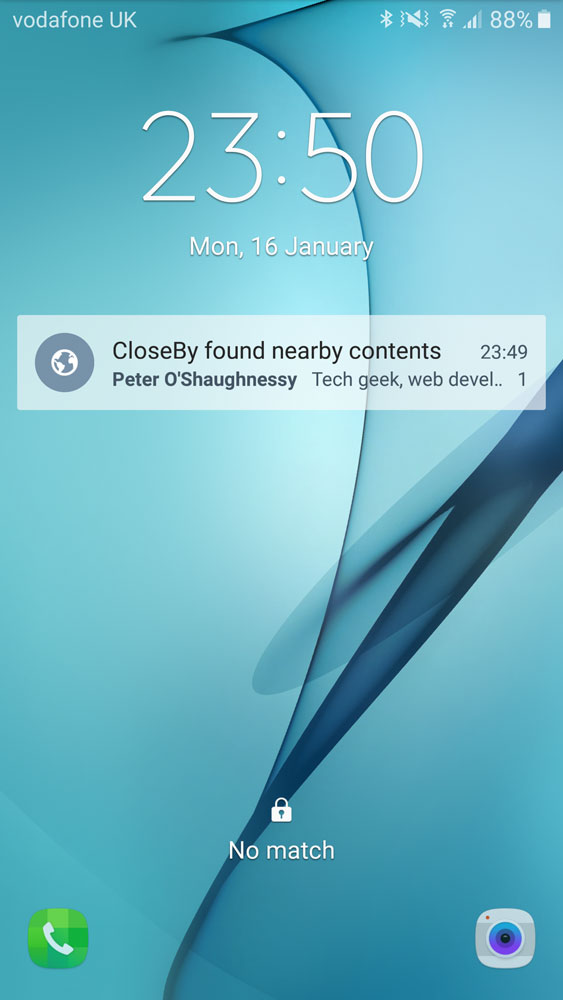 vodafone UK 88%
23:50
Mon, 16 January
CloseBy found nearby contents 23:49
Peter O'Shaughnessy Tech geek, web devel.. 1
No match